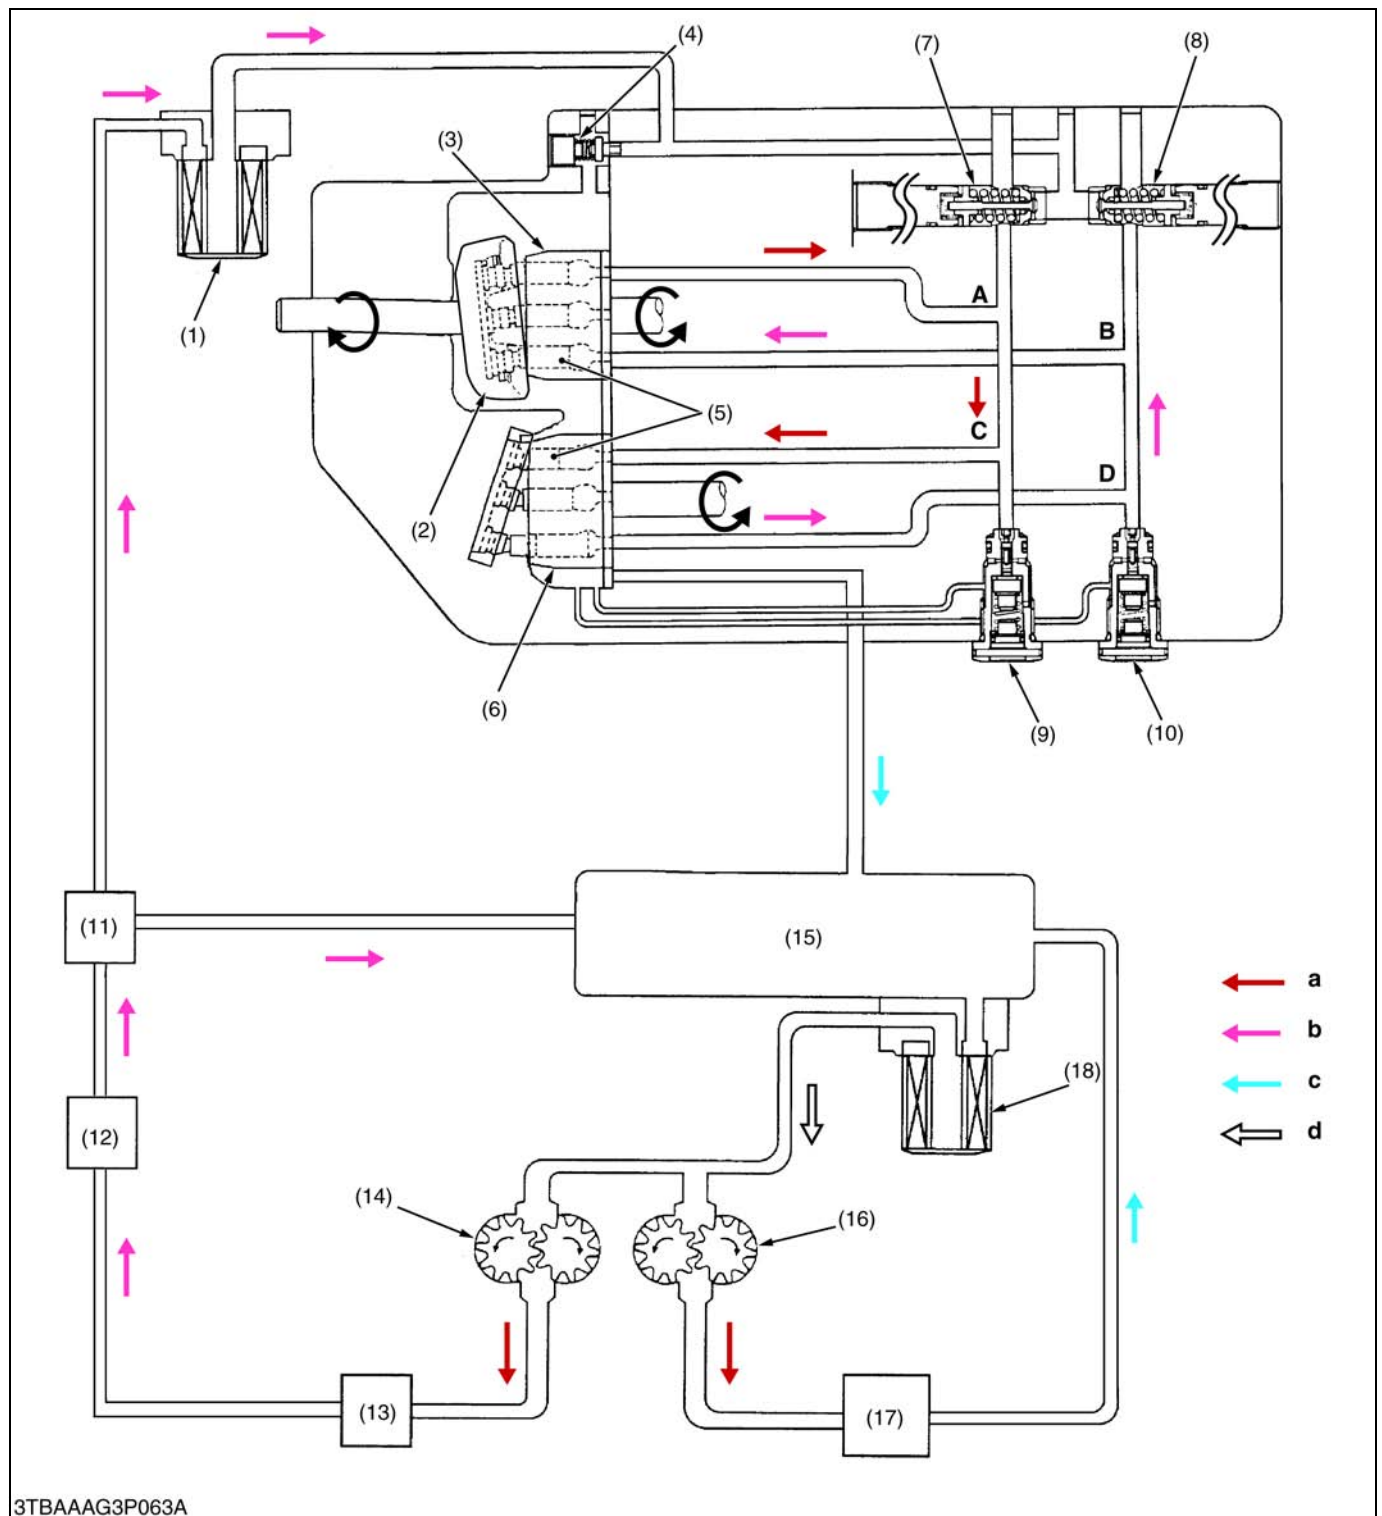 (4)
(7)
(8)
(3)
(1)
A
B
(5)
C
D
(2)
(6)
(9)
(10)
(11)
(15)
a
b
(18)
c
(12)
d
(14)
(16)
(13)
(17)
3TBAAAG3P063A